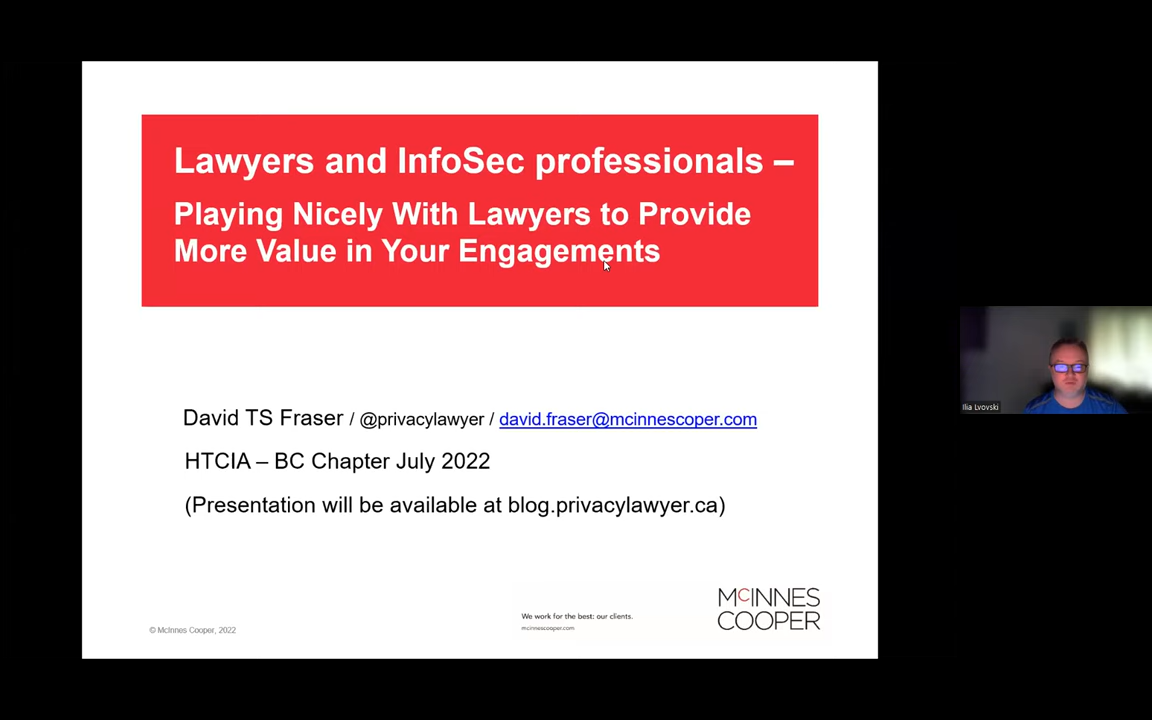 Lawyers and InfoSec professionals –
Playing Nicely With Lawyers to Provide
More Value in Your Engagements
David TS Fraser / @privacylawyer / david.fraser@mcinnescooper.com
HTCIA – BC Chapter July 2022
(Presentation will be available at blog.privacylawyer.ca)
© McInnes Cooper, 2022
We work for the best: our clients.
mcinnescooper.com
MCINNES
COOPER
Ilia Lvovski